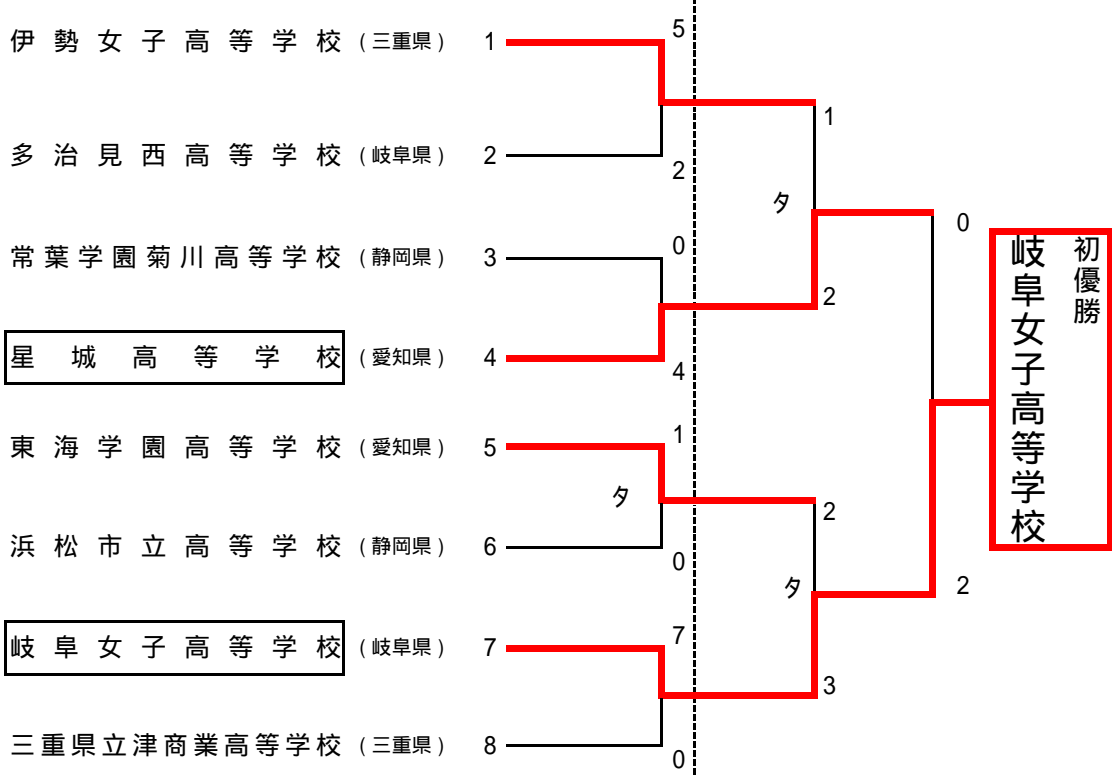 伊勢女子高等学校 (三重県) 1
5
1
多治見西高等学校 (岐阜県) 2
2
タ
0
常葉学園菊川高等学校 (静岡県) 3
0
2
星城高等学校 (愛知県) 4
4
初優勝
岐阜女子高等学校
東海学園高等学校 (愛知県) 5
1
タ
2
浜松市立高等学校 (静岡県) 6
0
タ
2
岐阜女子高等学校 (岐阜県) 7
7
3
三重県立津商業高等学校 (三重県) 8
0